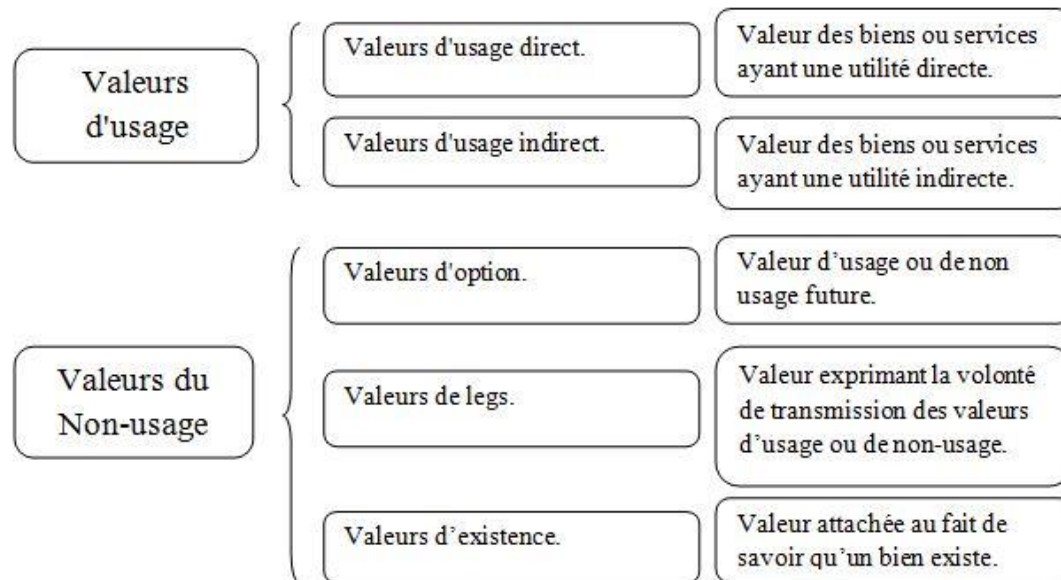 Valeurs
d'usage
Valeurs d'usage direct.
Valeur des biens ou services
ayant une utilité directe.
Valeurs d'usage indirect.
Valeur des biens ou services
ayant une utilité indirecte.
Valeurs du
Non-usage
Valeurs d'option.
Valeur d’usage ou de non
usage future.
Valeurs de legs.
Valeur exprimant la volonté
de transmission des valeurs
d’usage ou de non-usage.
Valeurs d’existence.
Valeur attachée au fait de
savoir qu’un bien existe.